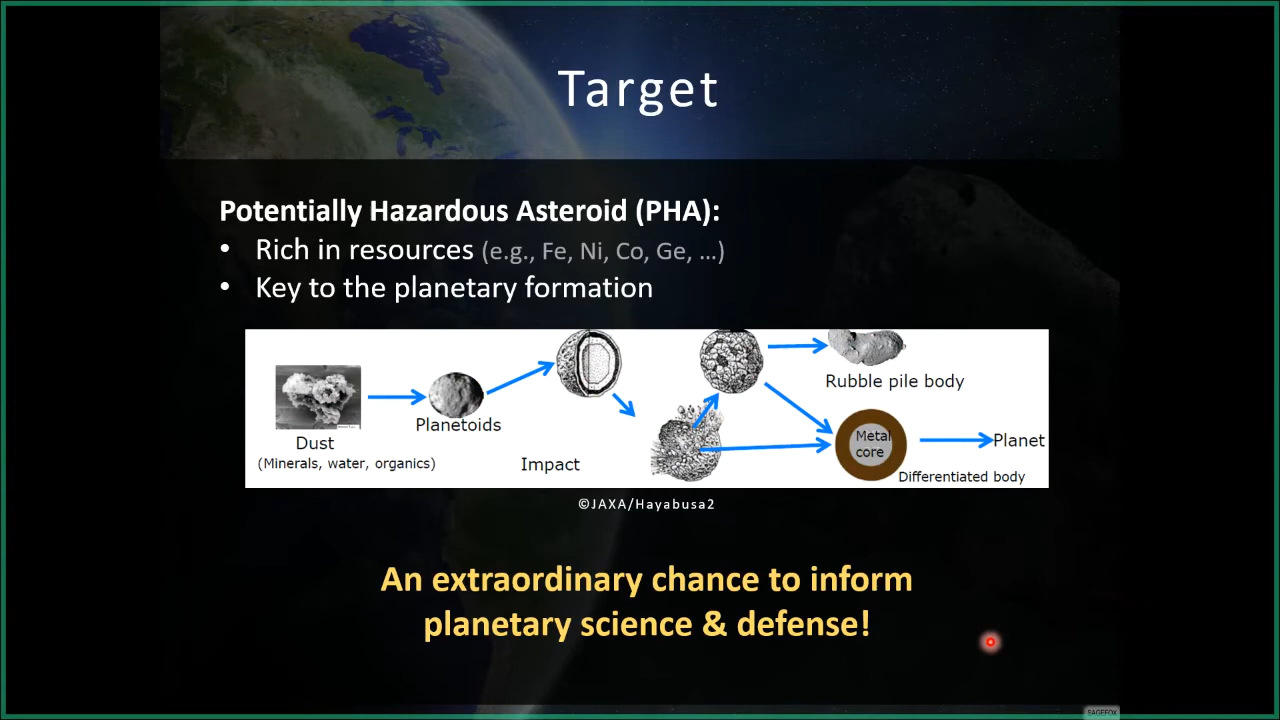 Target
Potentially Hazardous Asteroid (PHA):
• Rich in resources (e.g., Fe, Ni, Co, Ge, …)
• Key to the planetary formation
Rubble pile body
Planetoids
Dust
(Minerals, water, organics)
Impact
Metal
core
Planet
Differentiated body
©JAXA/Hayabusa2
An extraordinary chance to inform
planetary science & defense!
SAGEFOX